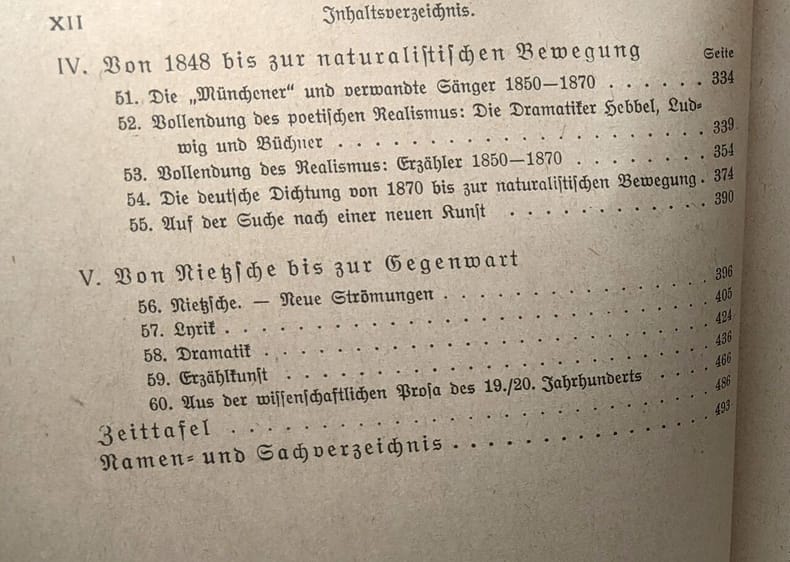 XII
Inhaltsverzeichnis.
IV. Von 1848 bis zur naturalistischen Bewegung Seite
51. Die „Münchener“ und verwandte Sänger 1850—1870 . . . . . . 334
52. Vollendung des poetischen Realismus: Die Dramatiker Hebbel, Lud-
wig und Büchner . . . . . . . . . . . . . . . . . . 339
53. Vollendung des Realismus: Erzähler 1850—1870 . . . . . . . . 354
54. Die deutsche Dichtung von 1870 bis zur naturalistischen Bewegung . 374
55. Auf der Suche nach einer neuen Kunst . . . . . . . . . . . 390
V. Von Nietzsche bis zur Gegenwart
56. Nietzsche. — Neue Strömungen . . . . . . . . . . . . . . 396
57. Lyrik . . . . . . . . . . . . . . . . . . . . . . . . 405
58. Dramatik . . . . . . . . . . . . . . . . . . . . . . 424
59. Erzählkunst . . . . . . . . . . . . . . . . . . . . . 436
60. Aus der wissenschaftlichen Prosa des 19./20. Jahrhunderts . . . . 466
Zeittafel . . . . . . . . . . . . . . . . . . . . . . . . 486
Namen- und Sachverzeichnis . . . . . . . . . . . . . . . 493